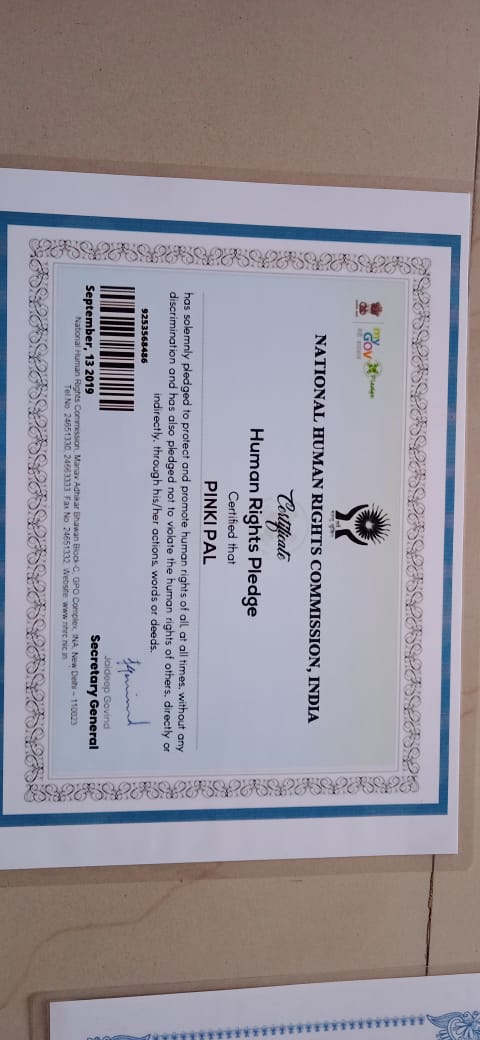 my
GOV
Pledge
NATIONAL HUMAN RIGHTS COMMISSION, INDIA
Certificate
Human Rights Pledge
Certified that
PINKI PAL
has solemnly pledged to protect and promote human rights of all, at all times, without any
discrimination and has also pledged not to violate the human rights of others, directly or
indirectly, through his/her actions, words or deeds.
9253568486
September, 13 2019
Jaideep Govind
Secretary General
National Human Rights Commission, Manav Adhikar Bhawan Block-C, GPO Complex, INA, New Delhi – 110023
Tel No. 24651330, 24663333, Fax No. 24651332, Website: www.nhrc.nic.in